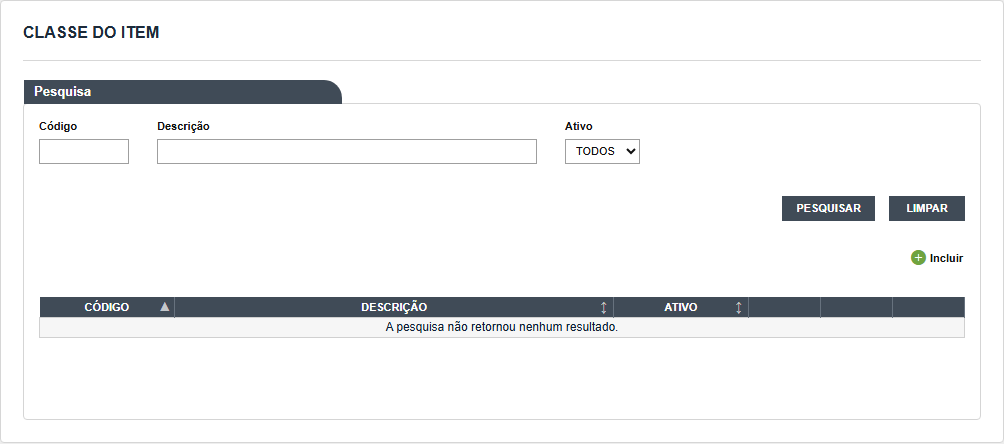 CLASSE DO ITEM
Pesquisa
Código Descrição Ativo
TODOS
PESQUISAR LIMPAR
Incluir
CÓDIGO DESCRIÇÃO ATIVO
A pesquisa não retornou nenhum resultado.